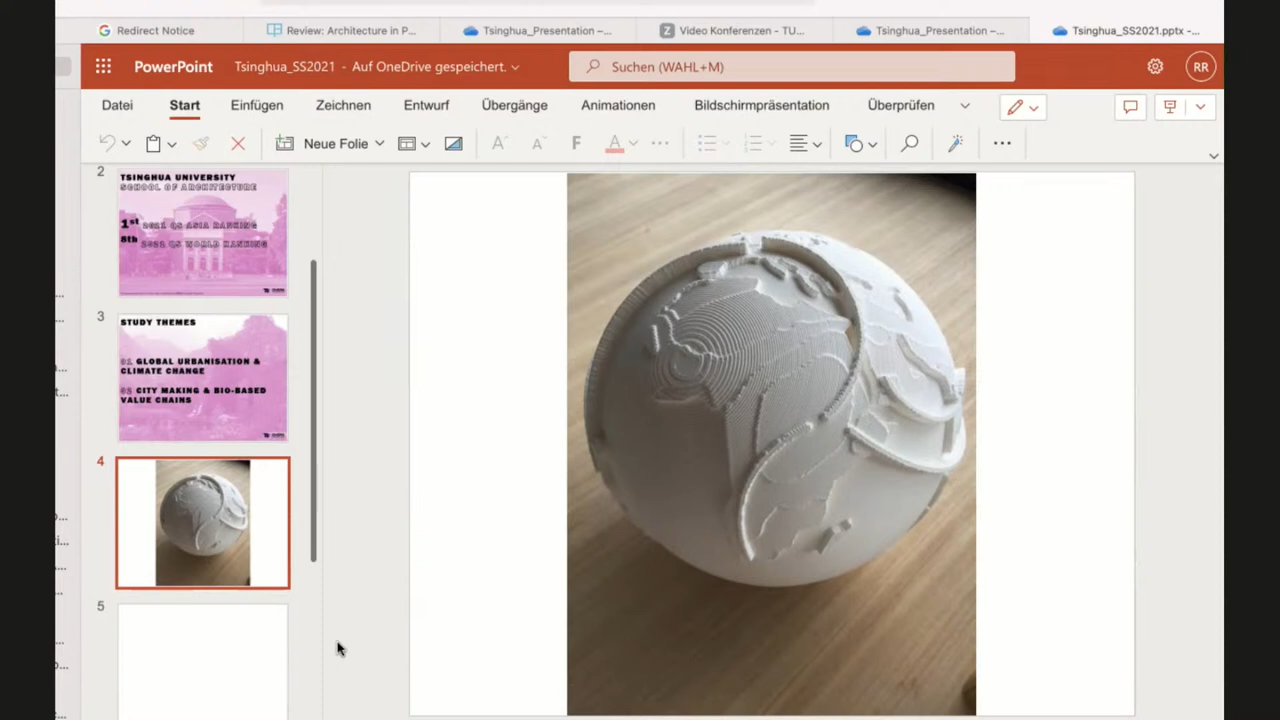 Redirect Notice
Review: Architecture in P...
Tsinghua_Presentation –...
Z Video Konferenzen - TU...
Tsinghua_Presentation –...
Tsinghua_SS2021.pptx -...
PowerPoint
Tsinghua_SS2021 - Auf OneDrive gespeichert.
Suchen (WAHL+M)
RR
Datei
Start
Einfügen
Zeichnen
Entwurf
Übergänge
Animationen
Bildschirmpräsentation
Überprüfen
Neue Folie
A
A
F
A
2
TSINGHUA UNIVERSITY
SCHOOL OF ARCHITECTURE
1st 2021 QS ASIA RANKING
8th 2022 QS WORLD RANKING
3
STUDY THEMES
01 GLOBAL URBANISATION &
CLIMATE CHANGE
02 CITY MAKING & BIO-BASED
VALUE CHAINS
4
5